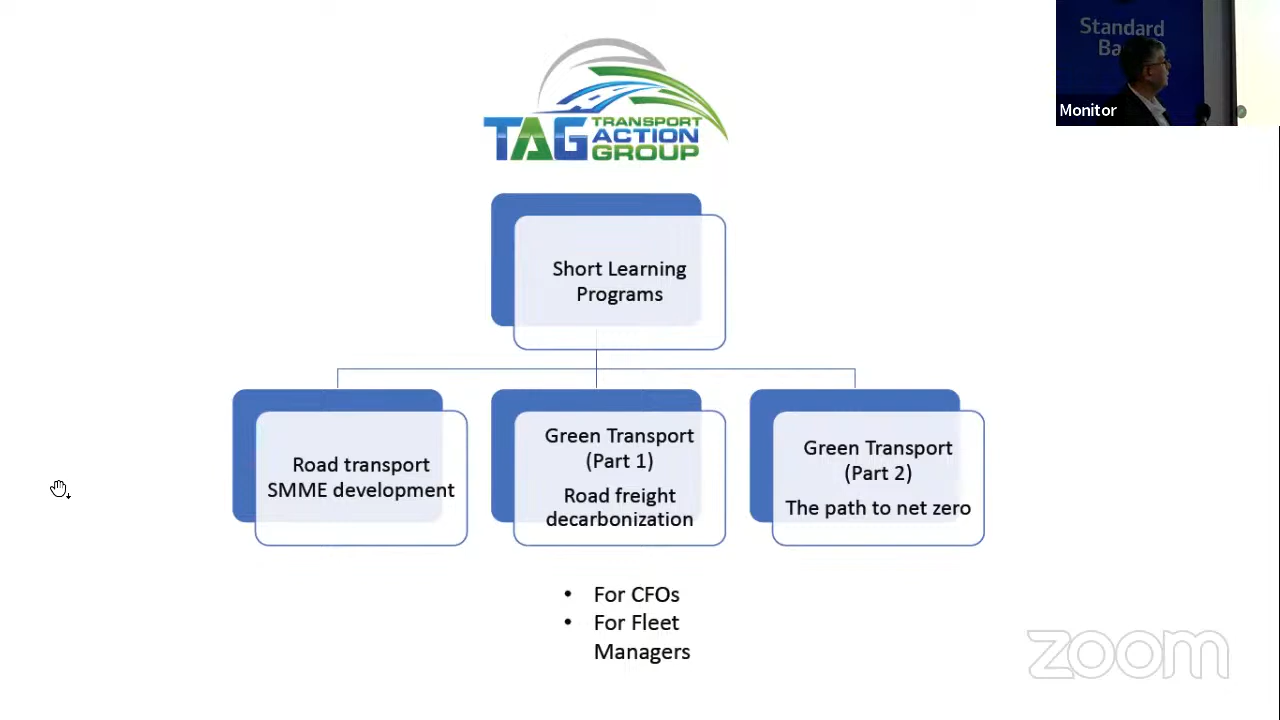 Standard
Ba
Monitor
TAG TRANSPORT
ACTION
GROUP
Short Learning
Programs
Road transport
SMME development
Green Transport
(Part 1)
Road freight
decarbonization
Green Transport
(Part 2)
The path to net zero
• For CFOs
• For Fleet
Managers
zoom